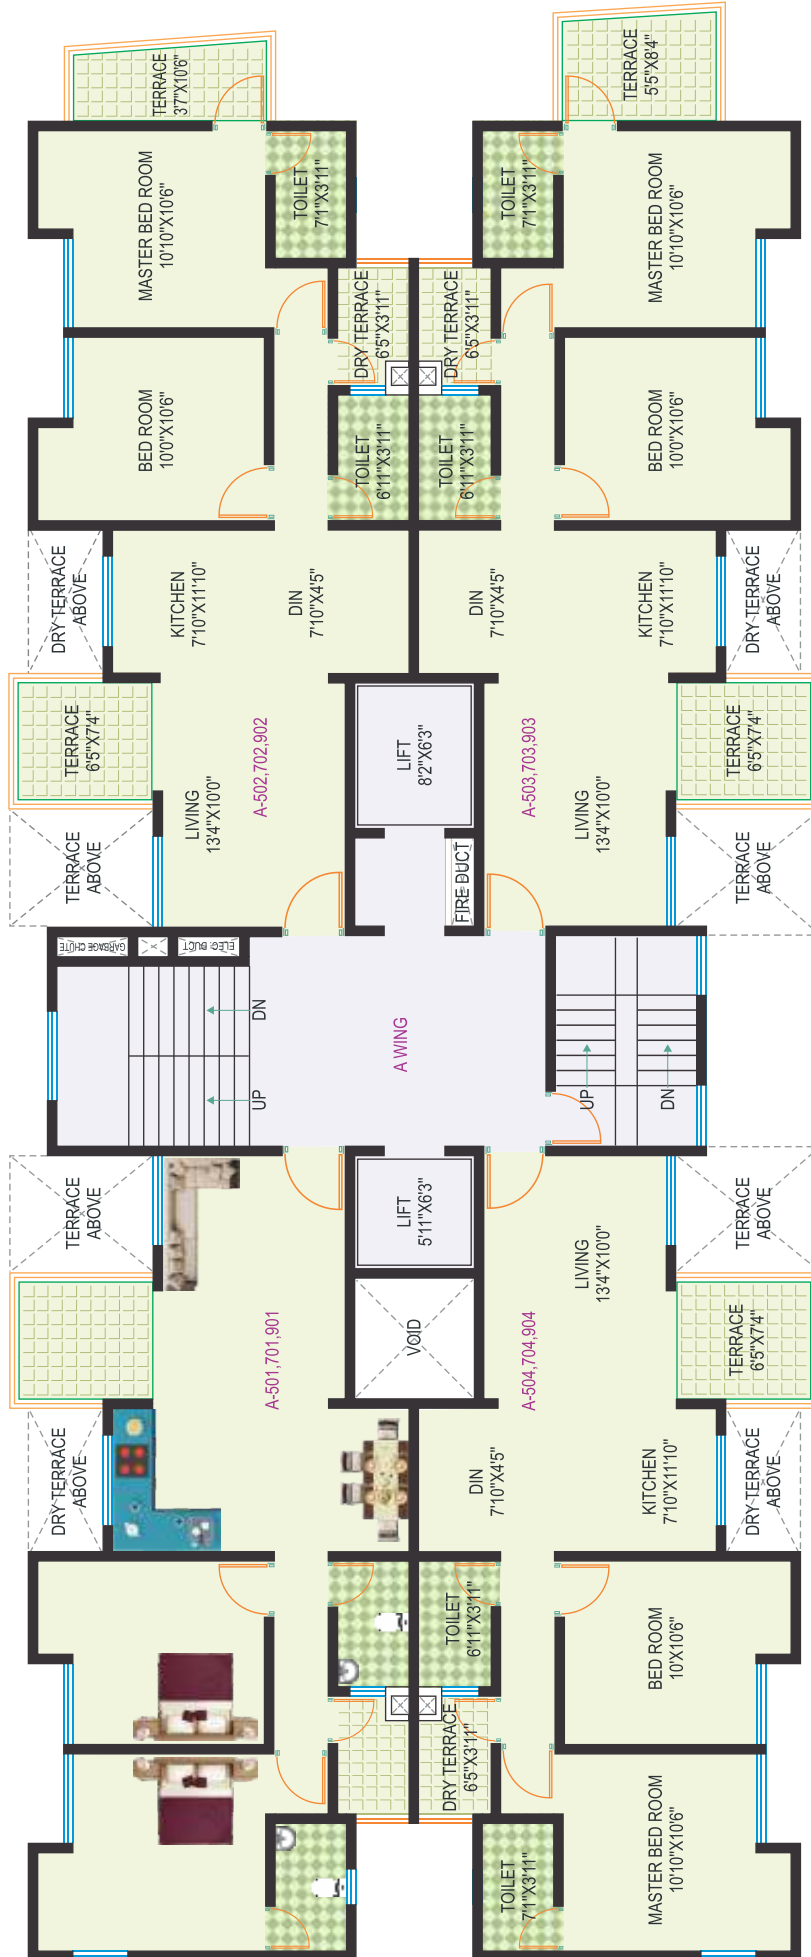 TERRACE
3'7"X10'6"
TERRACE
5'5"X8'4"
MASTER BED ROOM
10'10"X10'6"
TOILET
7'1"X3'11"
TOILET
7'1"X3'11"
MASTER BED ROOM
10'10"X10'6"
DRY TERRACE
6'5"X3'11"
DRY TERRACE
6'5"X3'11"
BED ROOM
10'0"X10'6"
TOILET
6'11"X3'11"
TOILET
6'11"X3'11"
BED ROOM
10'0"X10'6"
DRY TERRACE
ABOVE
KITCHEN
7'10"X11'10"
DIN
7'10"X4'5"
DIN
7'10"X4'5"
KITCHEN
7'10"X11'10"
DRY TERRACE
ABOVE
TERRACE
6'5"X7'4"
A-502,702,902
LIFT
8'2"X6'3"
A-503,703,903
TERRACE
6'5"X7'4"
LIVING
13'4"X10'0"
LIVING
13'4"X10'0"
TERRACE
ABOVE
FIRE DUCT
TERRACE
ABOVE
GARBAGE CHUTE
ELEC. DUCT
DN
UP
A WING
UP
DN
TERRACE
ABOVE
LIFT
5'11"X6'3"
LIVING
13'4"X10'0"
TERRACE
ABOVE
A-501,701,901
VOID
A-504,704,904
TERRACE
6'5"X7'4"
DRY TERRACE
ABOVE
DIN
7'10"X4'5"
KITCHEN
7'10"X11'10"
DRY TERRACE
ABOVE
TOILET
6'11"X3'11"
BED ROOM
10'X10'6"
DRY TERRACE
6'5"X3'11"
TOILET
7'1"X3'11"
MASTER BED ROOM
10'10"X10'6"